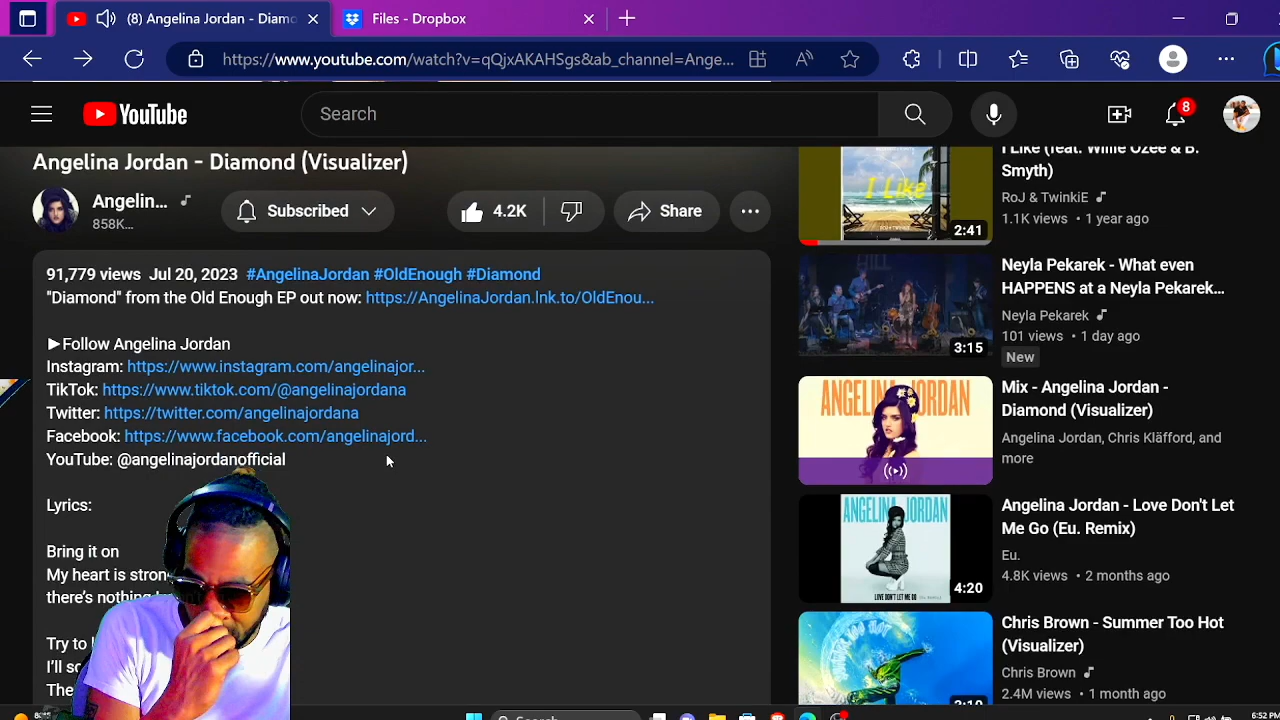 (8) Angelina Jordan - Diamo
Files - Dropbox
https://www.youtube.com/watch?v=qQjxAKAHSgs&ab_channel=Ange...
YouTube
Search
8
Angelina Jordan - Diamond (Visualizer)
Angelin...
858K...
Subscribed
4.2K
Share
91,779 views Jul 20, 2023 #AngelinaJordan #OldEnough #Diamond
"Diamond" from the Old Enough EP out now: https://AngelinaJordan.lnk.to/OldEnou...
►Follow Angelina Jordan
Instagram: https://www.instagram.com/angelinajor...
TikTok: https://www.tiktok.com/@angelinajordana
Twitter: https://twitter.com/angelinajordana
Facebook: https://www.facebook.com/angelinajord...
YouTube: @angelinajordanofficial
Lyrics:
Bring it on
My heart is strong
there's nothing
Try to
I'll
The
I Like (feat. Willie Ozee & B.
Smyth)
RoJ & TwinkiE
1.1K views • 1 year ago
I Like
2:41
Neyla Pekarek - What even
HAPPENS at a Neyla Pekarek...
Neyla Pekarek
101 views • 1 day ago
New
3:15
Mix - Angelina Jordan -
Diamond (Visualizer)
Angelina Jordan, Chris Kläfford, and
more
ANGELINA JORDAN
Angelina Jordan - Love Don't Let
Me Go (Eu. Remix)
Eu.
4.8K views • 2 months ago
ANGELINA JORDAN
LOVE DON'T LET ME GO
4:20
Chris Brown - Summer Too Hot
(Visualizer)
Chris Brown
2.4M views • 1 month ago
Search
6:52 PM